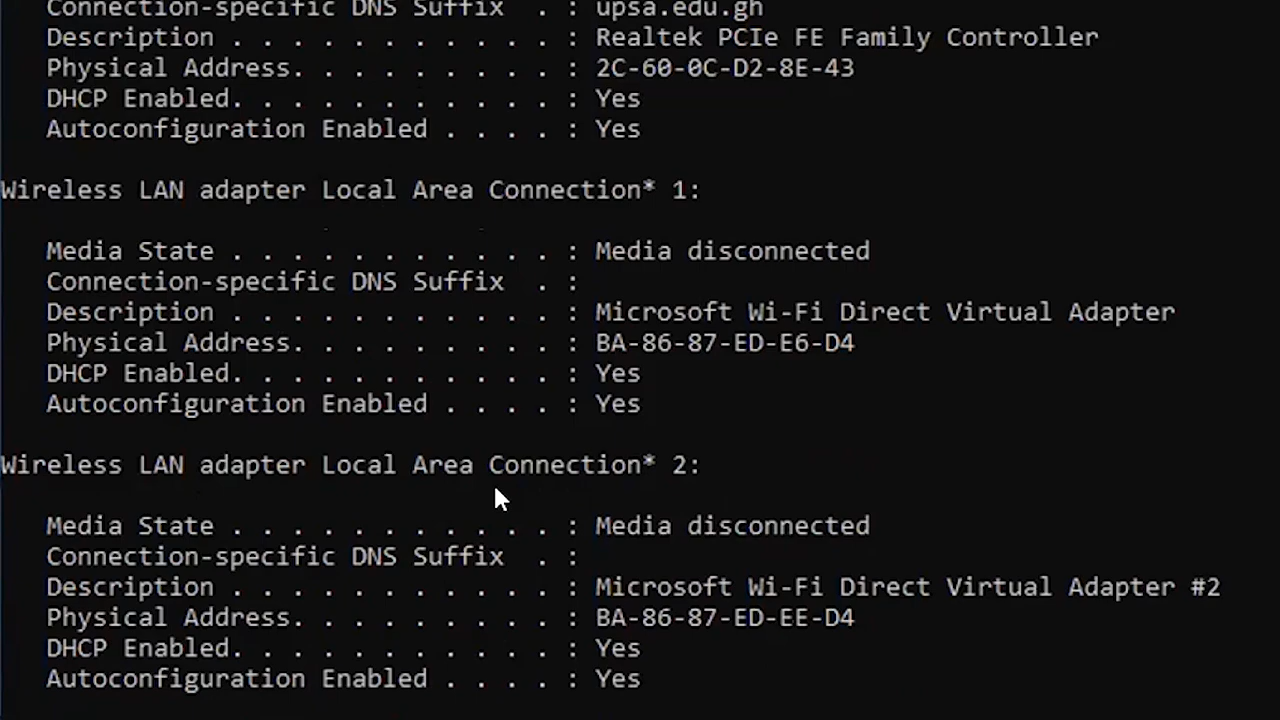 Connection-specific DNS Suffix  . : upsa.edu.gh
Description . . . . . . . . . . . : Realtek PCIe FE Family Controller
Physical Address. . . . . . . . . : 2C-60-0C-D2-8E-43
DHCP Enabled. . . . . . . . . . . : Yes
Autoconfiguration Enabled . . . . : Yes
Wireless LAN adapter Local Area Connection* 1:
Media State . . . . . . . . . . . : Media disconnected
Connection-specific DNS Suffix  . :
Description . . . . . . . . . . . : Microsoft Wi-Fi Direct Virtual Adapter
Physical Address. . . . . . . . . : BA-86-87-ED-E6-D4
DHCP Enabled. . . . . . . . . . . : Yes
Autoconfiguration Enabled . . . . : Yes
Wireless LAN adapter Local Area Connection* 2:
Media State . . . . . . . . . . . : Media disconnected
Connection-specific DNS Suffix  . :
Description . . . . . . . . . . . : Microsoft Wi-Fi Direct Virtual Adapter #2
Physical Address. . . . . . . . . : BA-86-87-ED-EE-D4
DHCP Enabled. . . . . . . . . . . : Yes
Autoconfiguration Enabled . . . . : Yes